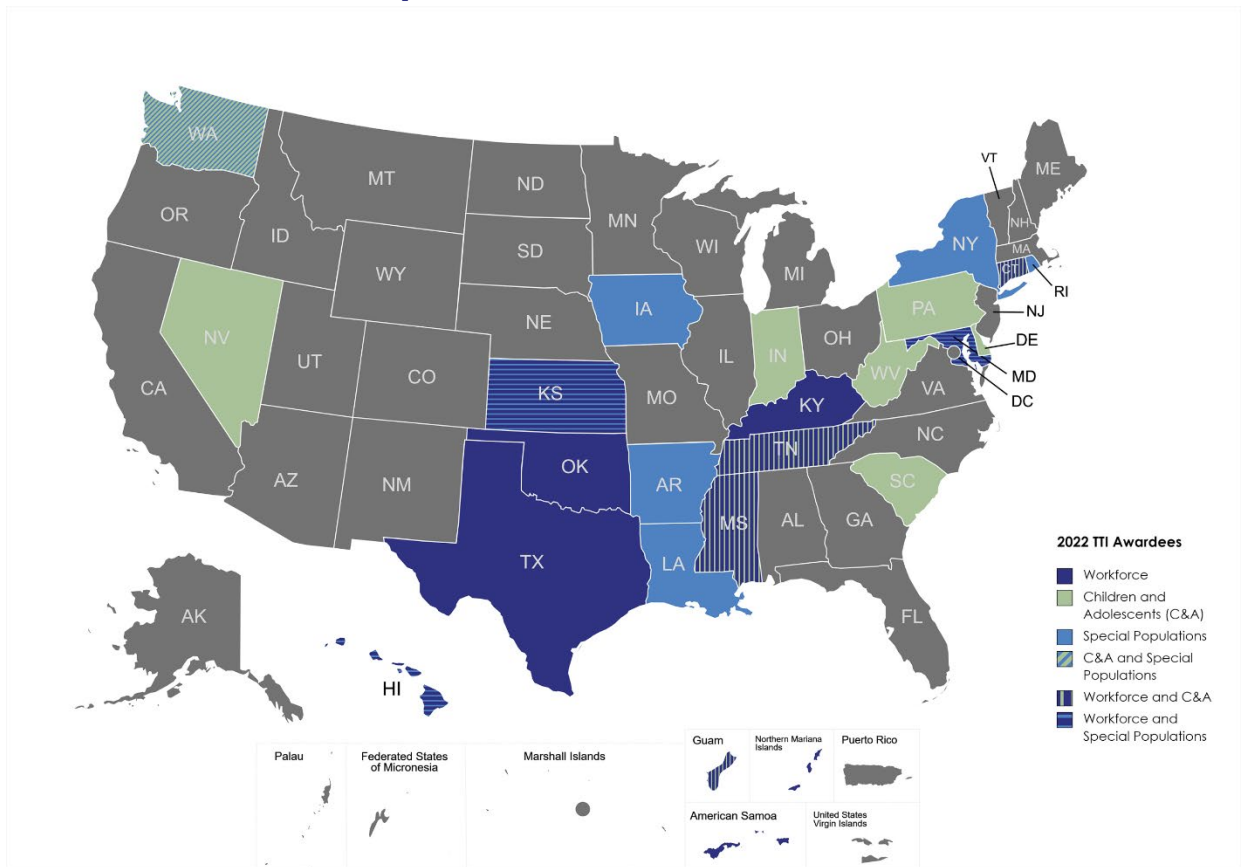 WA
MT
ND
MN
OR
ID
SD
WI
MI
WY
VT
ME
NH
NY
MA
CT
RI
NJ
IA
NE
PA
DE
NV
UT
IL
IN
OH
MD
DC
CA
CO
KS
MO
WV
VA
KY
NC
TN
AZ
NM
OK
AR
SC
MS
AL
GA
TX
LA
FL
AK
HI
2022 TTI Awardees
Workforce
Children and
Adolescents (C&A)
Special Populations
C&A and Special
Populations
Workforce and C&A
Workforce and
Special Populations
Palau
Federated States
of Micronesia
Marshall Islands
Guam
Northern Mariana
Islands
Puerto Rico
American Samoa
United States
Virgin Islands